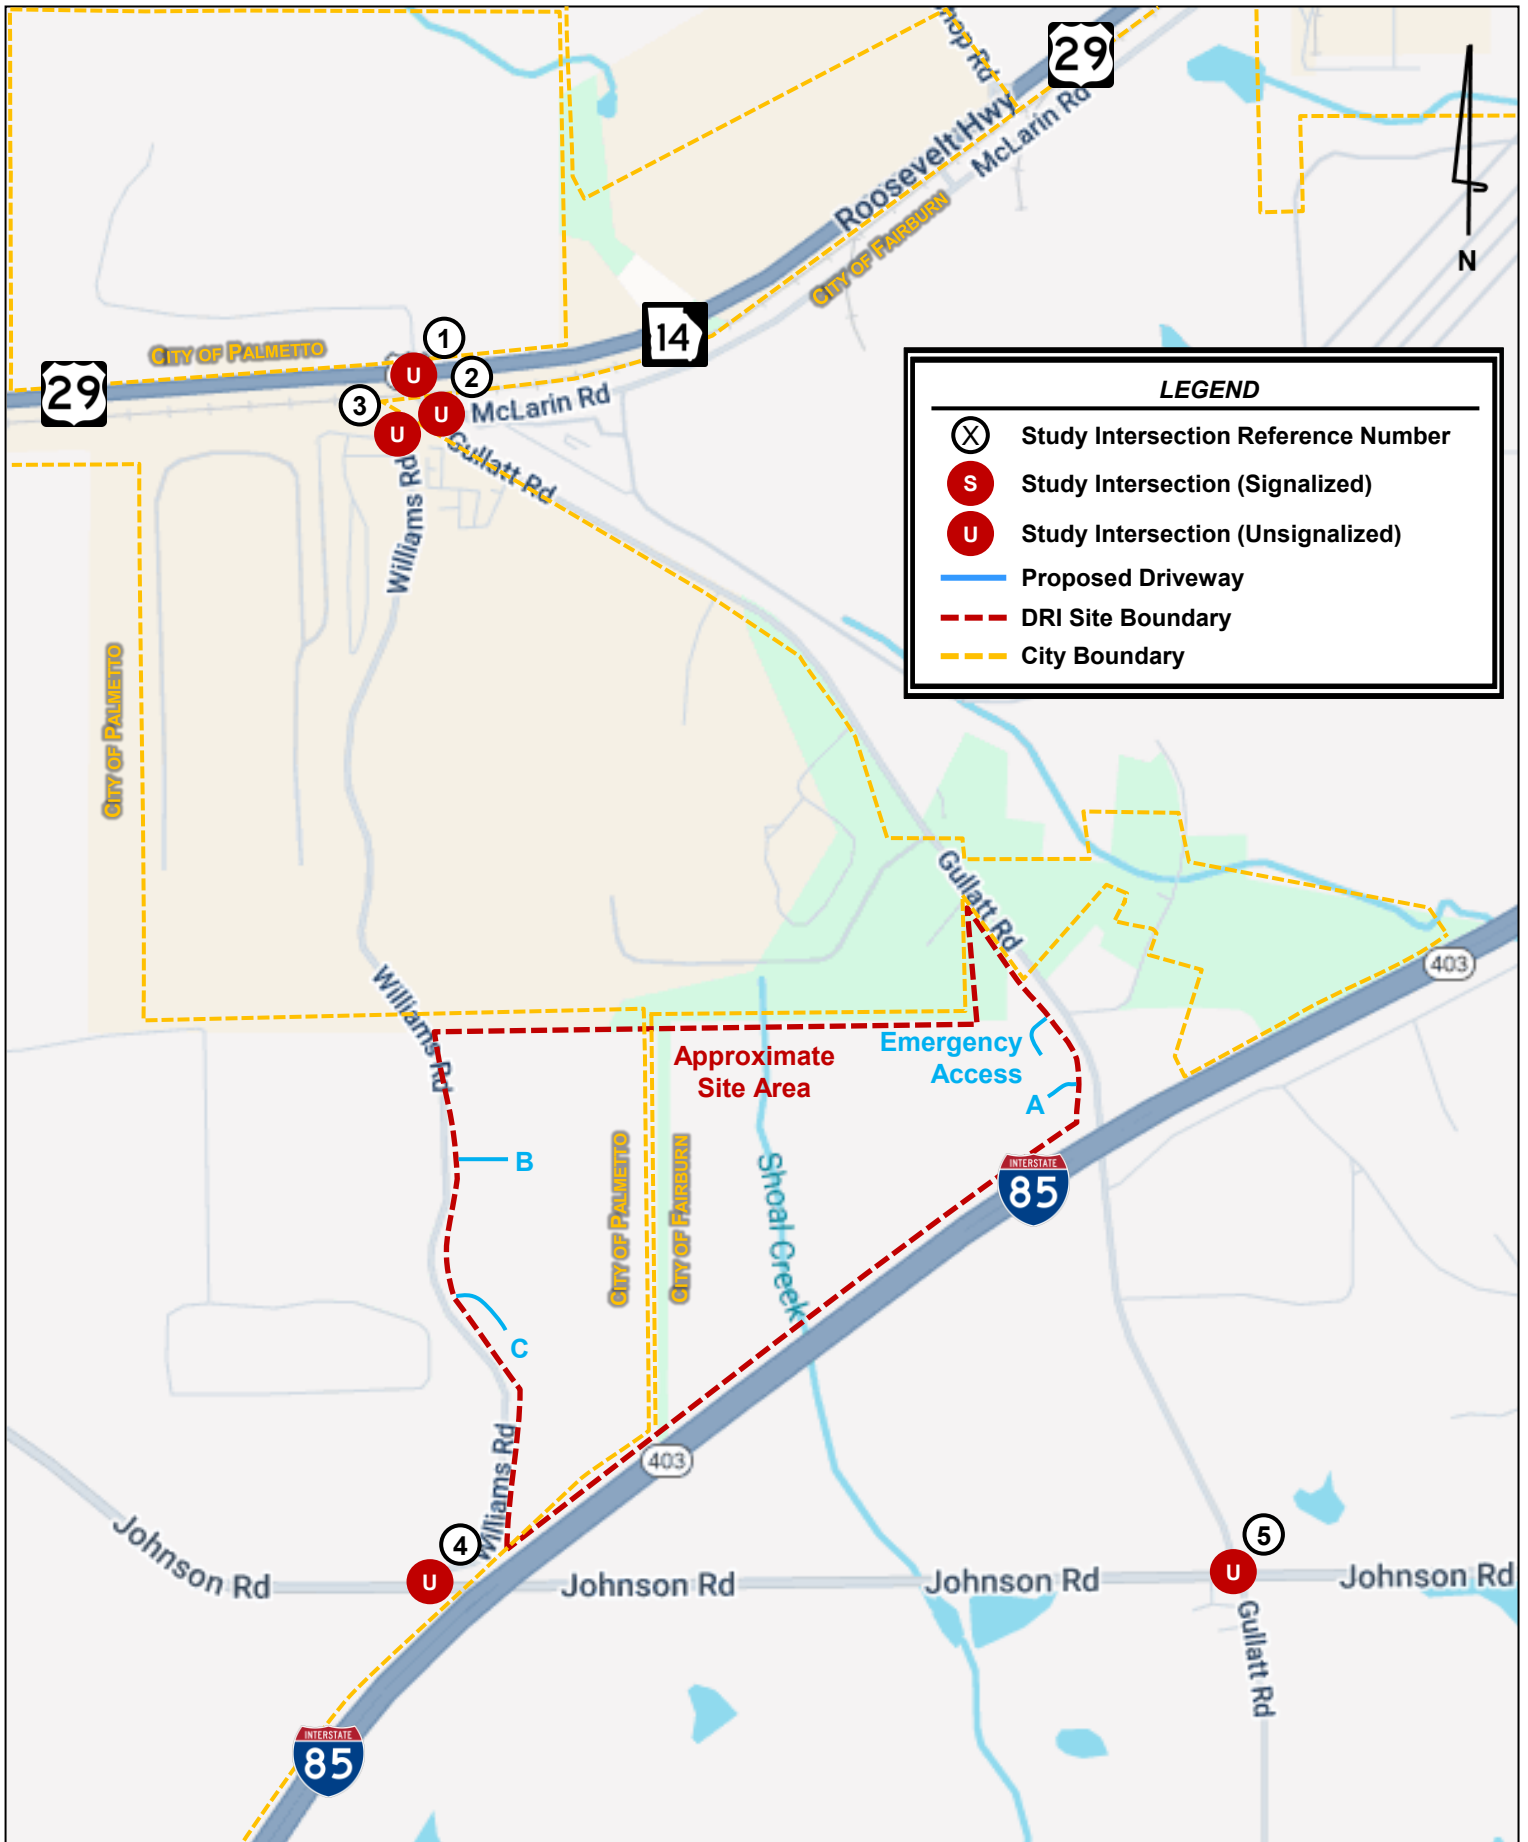 hop Rd
29
Roosevelt Hwy
McLarin Rd
CITY OF FAIRBURN
N
14
CITY OF PALMETTO
29
1
2
3
U
U
U
McLarin Rd
Gullatt Rd
Williams Rd
LEGEND
X Study Intersection Reference Number
S Study Intersection (Signalized)
U Study Intersection (Unsignalized)
Proposed Driveway
DRI Site Boundary
City Boundary
CITY OF PALMETTO
Gullatt Rd
403
Williams Rd
Approximate
Site Area
Emergency
Access
A
B
C
CITY OF PALMETTO
CITY OF FAIRBURN
Shoal Creek
INTERSTATE
85
403
Williams Rd
4
U
5
U
Johnson Rd
Johnson Rd
Johnson Rd
Johnson Rd
Gullatt Rd
INTERSTATE
85